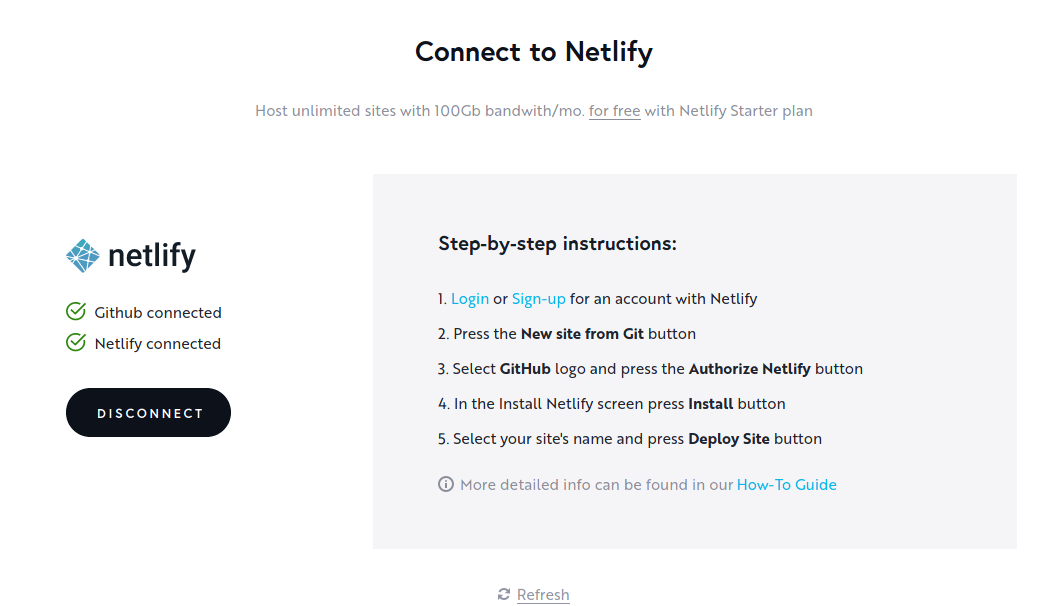 Connect to Netlify
Host unlimited sites with 100Gb bandwith/mo. for free with Netlify Starter plan
netlify
Github connected
Netlify connected
DISCONNECT
Step-by-step instructions:
1. Login or Sign-up for an account with Netlify
2. Press the New site from Git button
3. Select GitHub logo and press the Authorize Netlify button
4. In the Install Netlify screen press Install button
5. Select your site's name and press Deploy Site button
More detailed info can be found in our How-To Guide
Refresh